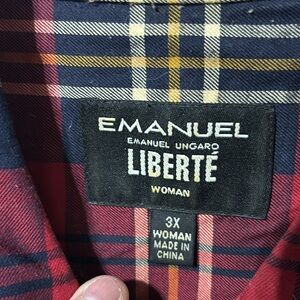 EMANUEL
EMANUEL UNGARO
LIBERTÉ
WOMAN
3X
WOMAN
MADE IN
CHINA